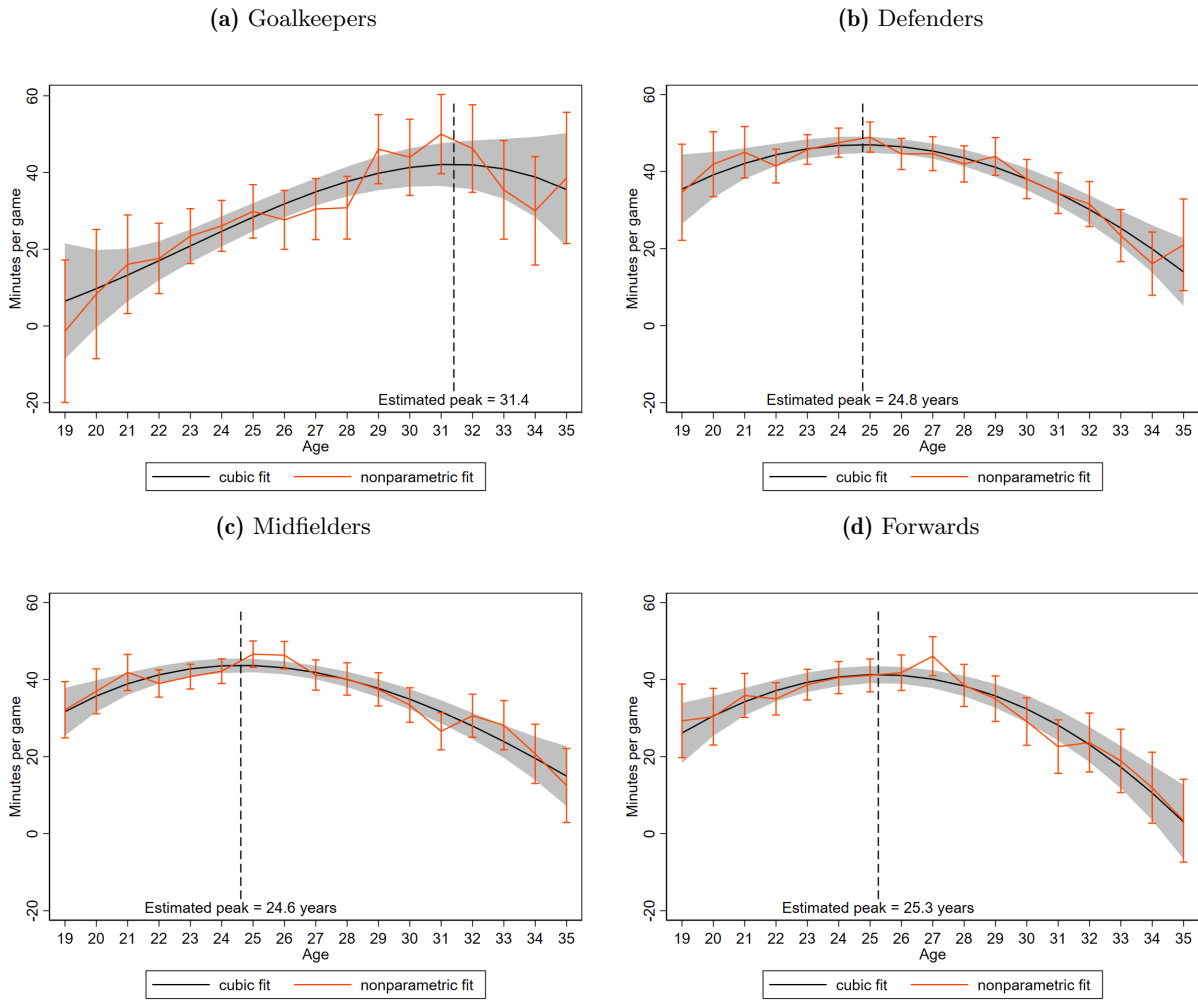 (a) Goalkeepers
Minutes per game
60
40
20
0
-20
Estimated peak = 31.4
19 20 21 22 23 24 25 26 27 28 29 30 31 32 33 34 35
Age
cubic fit nonparametric fit
(b) Defenders
Minutes per game
60
40
20
0
-20
Estimated peak = 24.8 years
19 20 21 22 23 24 25 26 27 28 29 30 31 32 33 34 35
Age
cubic fit nonparametric fit
(c) Midfielders
Minutes per game
60
40
20
0
-20
Estimated peak = 24.6 years
19 20 21 22 23 24 25 26 27 28 29 30 31 32 33 34 35
Age
cubic fit nonparametric fit
(d) Forwards
Minutes per game
60
40
20
0
-20
Estimated peak = 25.3 years
19 20 21 22 23 24 25 26 27 28 29 30 31 32 33 34 35
Age
cubic fit nonparametric fit